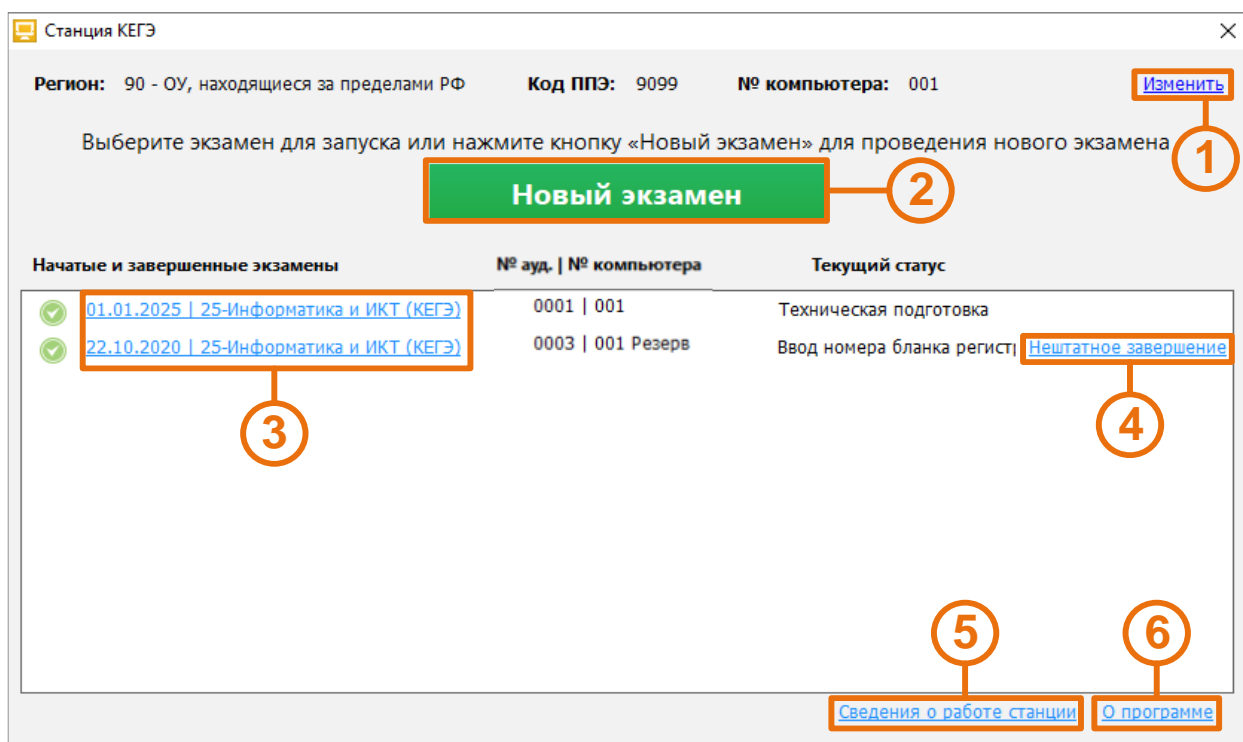 Станция КЕГЭ
Регион: 90 - ОУ, находящиеся за пределами РФ Код ППЭ: 9099 № компьютера: 001 Изменить
Выберите экзамен для запуска или нажмите кнопку «Новый экзамен» для проведения нового экзамена
1
Новый экзамен 2
Начатые и завершенные экзамены № ауд. | № компьютера Текущий статус
01.01.2025 | 25-Информатика и ИКТ (КЕГЭ) 0001 | 001 Техническая подготовка
22.10.2020 | 25-Информатика и ИКТ (КЕГЭ) 0003 | 001 Резерв Ввод номера бланка регист Нештатное завершение
3 4
5 6
Сведения о работе станции О программе